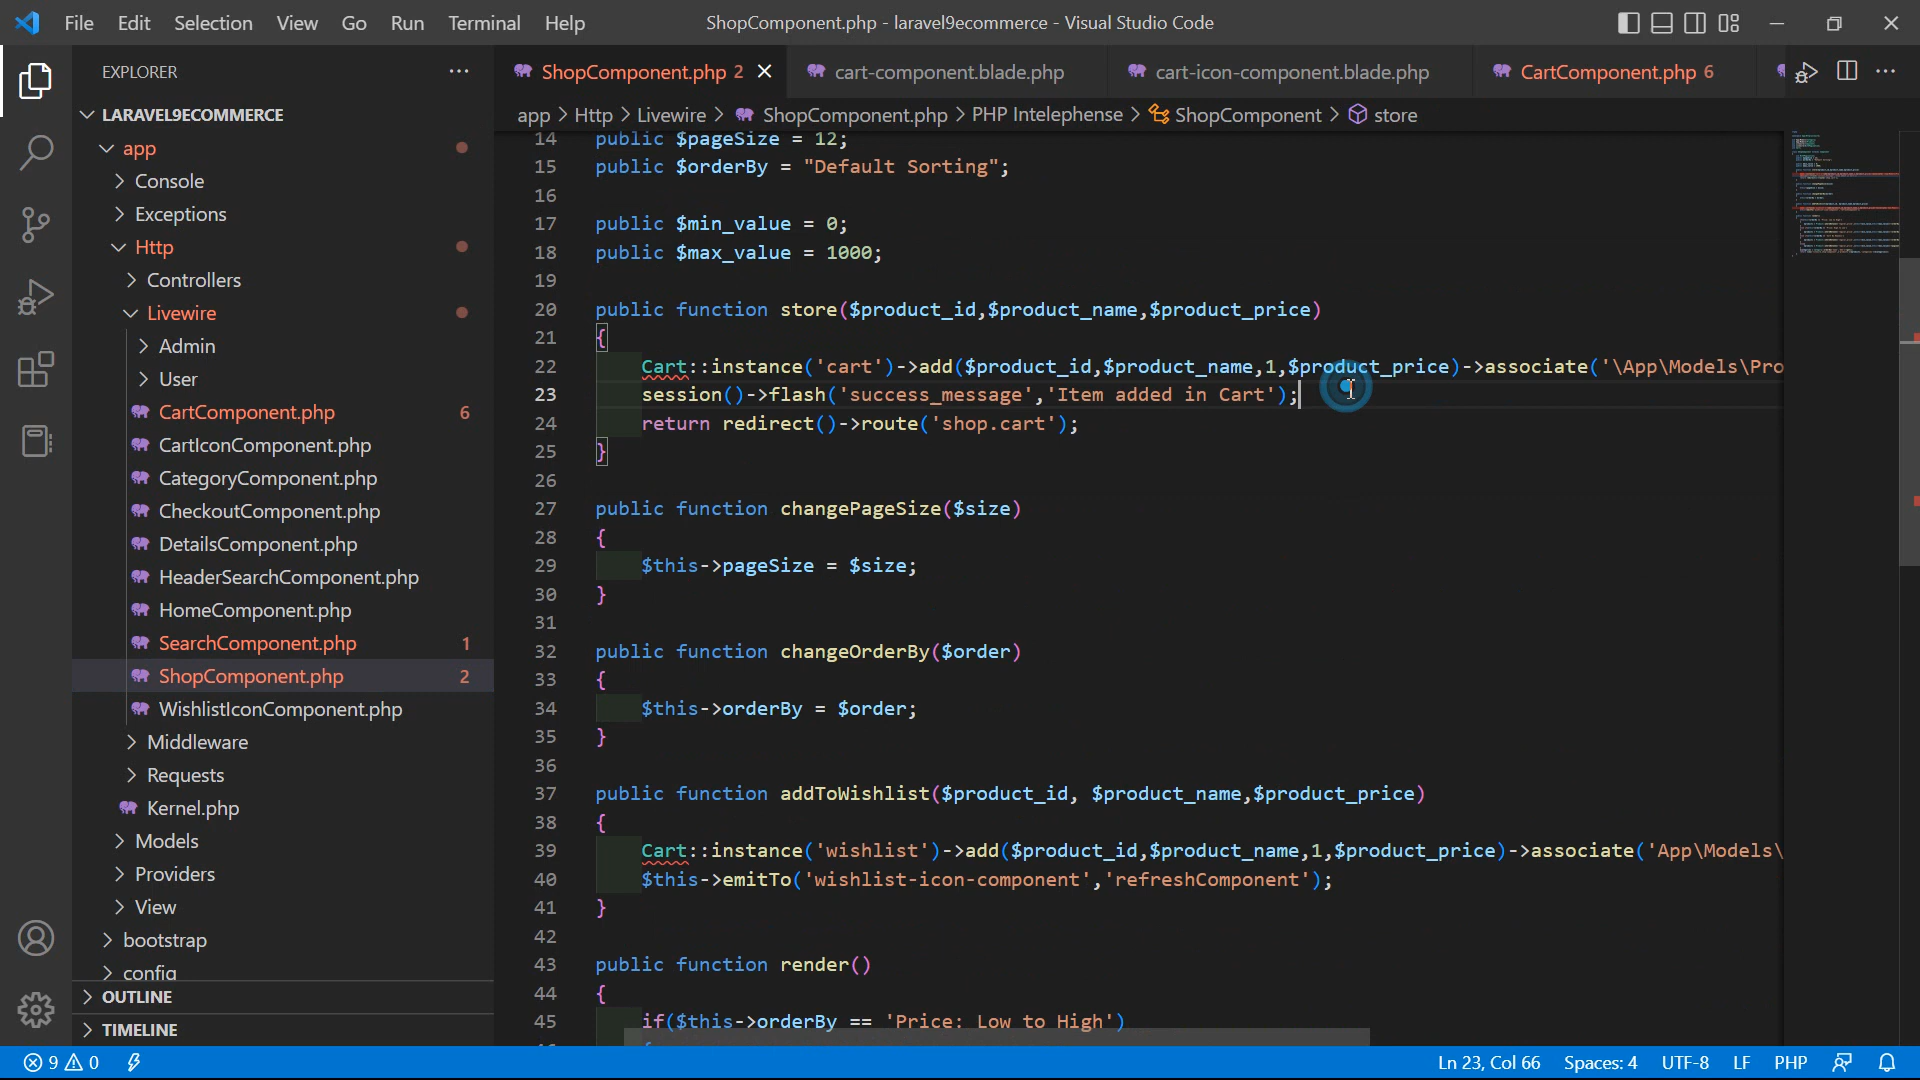 File Edit Selection View Go Run Terminal Help
ShopComponent.php - laravel9ecommerce - Visual Studio Code
EXPLORER
LARAVEL9ECOMMERCE
app
Console
Exceptions
Http
Controllers
Livewire
Admin
User
CartComponent.php 6
CartIconComponent.php
CategoryComponent.php
CheckoutComponent.php
DetailsComponent.php
HeaderSearchComponent.php
HomeComponent.php
SearchComponent.php 1
ShopComponent.php 2
WishlistIconComponent.php
Middleware
Requests
Kernel.php
Models
Providers
View
bootstrap
config
OUTLINE
TIMELINE
ShopComponent.php 2 cart-component.blade.php cart-icon-component.blade.php CartComponent.php 6
app > Http > Livewire > ShopComponent.php > PHP Intelephense > ShopComponent > store
14 public $pageSize = 12;
15 public $orderBy = "Default Sorting";
16
17 public $min_value = 0;
18 public $max_value = 1000;
19
20 public function store($product_id,$product_name,$product_price)
21 {
22 Cart::instance('cart')->add($product_id,$product_name,1,$product_price)->associate('\App\Models\Pro
23 session()->flash('success_message','Item added in Cart');
24 return redirect()->route('shop.cart');
25 }
26
27 public function changePageSize($size)
28 {
29 $this->pageSize = $size;
30 }
31
32 public function changeOrderBy($order)
33 {
34 $this->orderBy = $order;
35 }
36
37 public function addToWishlist($product_id, $product_name,$product_price)
38 {
39 Cart::instance('wishlist')->add($product_id,$product_name,1,$product_price)->associate('App\Models\
40 $this->emitTo('wishlist-icon-component','refreshComponent');
41 }
42
43 public function render()
44 {
45 if($this->orderBy == 'Price: Low to High')
9 0
Ln 23, Col 66 Spaces: 4 UTF-8 LF PHP